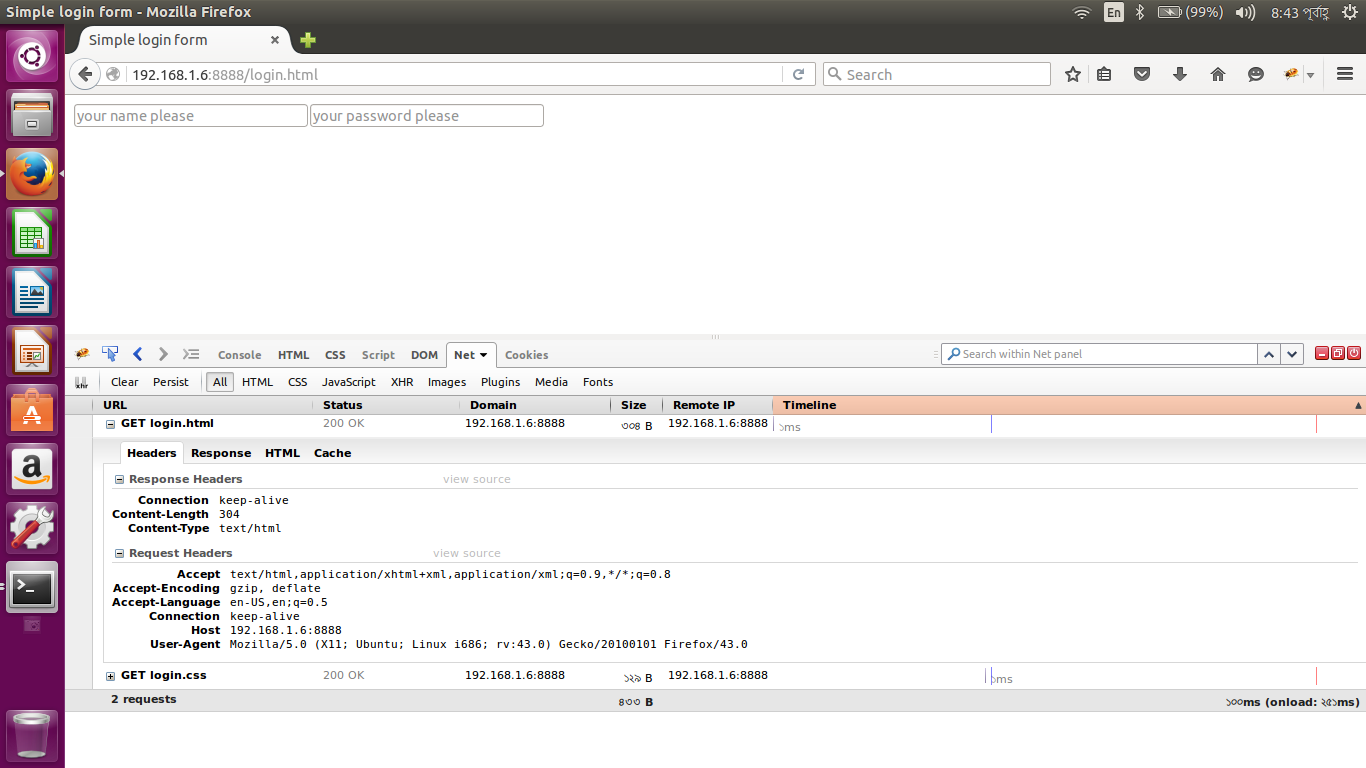 Simple login form - Mozilla Firefox
En (99%) 8:43 পূর্বাহ্ণ
Simple login form
192.168.1.6:8888/login.html Search
your name please your password please
Console HTML CSS Script DOM Net Cookies Search within Net panel
xhr Clear Persist All HTML CSS JavaScript XHR Images Plugins Media Fonts
URL Status Domain Size Remote IP Timeline
GET login.html 200 OK 192.168.1.6:8888 ৩০৪ B 192.168.1.6:8888 ১ms
Headers Response HTML Cache
Response Headers view source
Connection keep-alive
Content-Length 304
Content-Type text/html
Request Headers view source
Accept text/html,application/xhtml+xml,application/xml;q=0.9,*/*;q=0.8
Accept-Encoding gzip, deflate
Accept-Language en-US,en;q=0.5
Connection keep-alive
Host 192.168.1.6:8888
User-Agent Mozilla/5.0 (X11; Ubuntu; Linux i686; rv:43.0) Gecko/20100101 Firefox/43.0
GET login.css 200 OK 192.168.1.6:8888 ১২৯ B 192.168.1.6:8888 ১ms
2 requests ৪৩৩ B ১০০ms (onload: ২৫১ms)